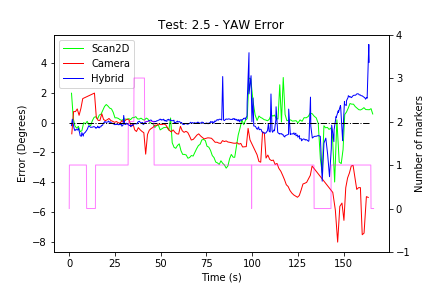 Test: 2.5 - YAW Error
Scan2D
Camera
Hybrid
Error (Degrees)
4
2
0
−2
−4
−6
−8
4
3
2
1
0
−1
Number of markers
0
25
50
75
100
125
150
Time (s)